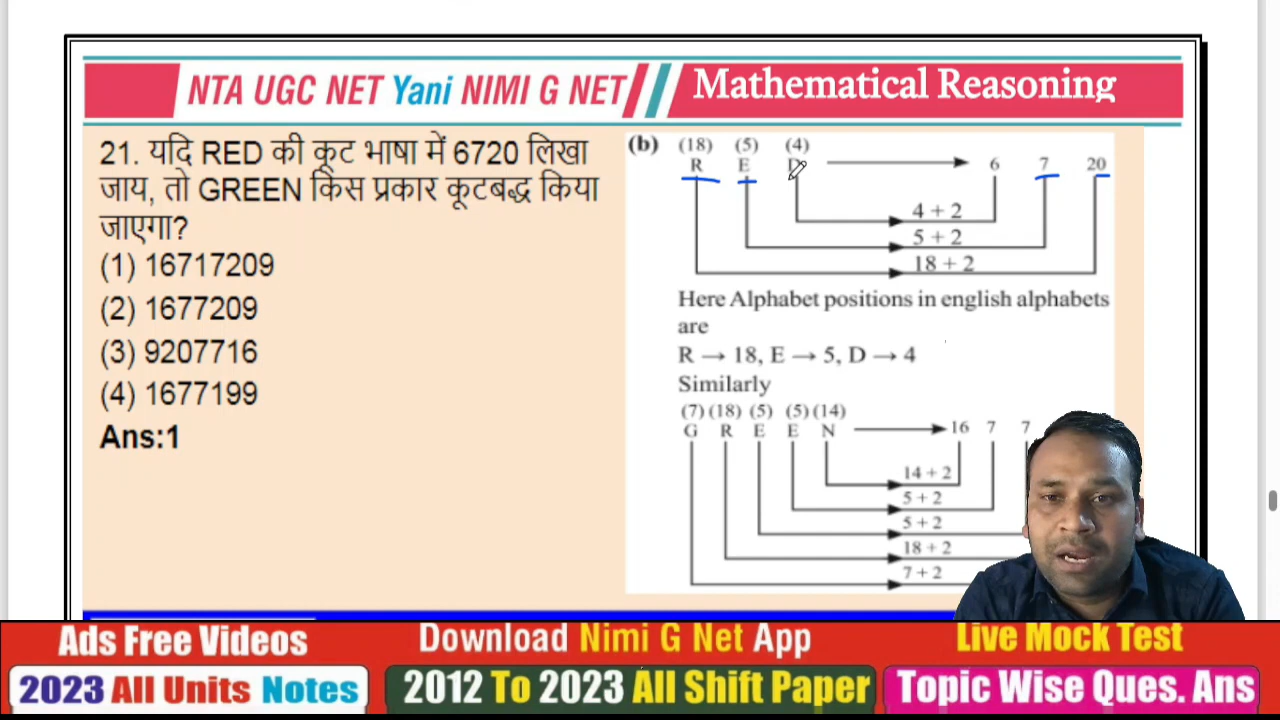 NTA UGC NET Yani NIMI G NET
Mathematical Reasoning
21. यदि RED की कूट भाषा में 6720 लिखा
जाय, तो GREEN किस प्रकार कूटबद्ध किया
जाएगा?
(1) 16717209
(2) 1677209
(3) 9207716
(4) 1677199
Ans:1
(b) (18) (5) (4)
R E D 6 7 20
4 + 2
5 + 2
18 + 2
Here Alphabet positions in english alphabets
are
R → 18, E → 5, D → 4
Similarly
(7) (18) (5) (5) (14)
G R E E N 16 7 7
14 + 2
5 + 2
5 + 2
18 + 2
7 + 2
Ads Free Videos Download Nimi G Net App Live Mock Test
2023 All Units Notes 2012 To 2023 All Shift Paper Topic Wise Ques. Ans